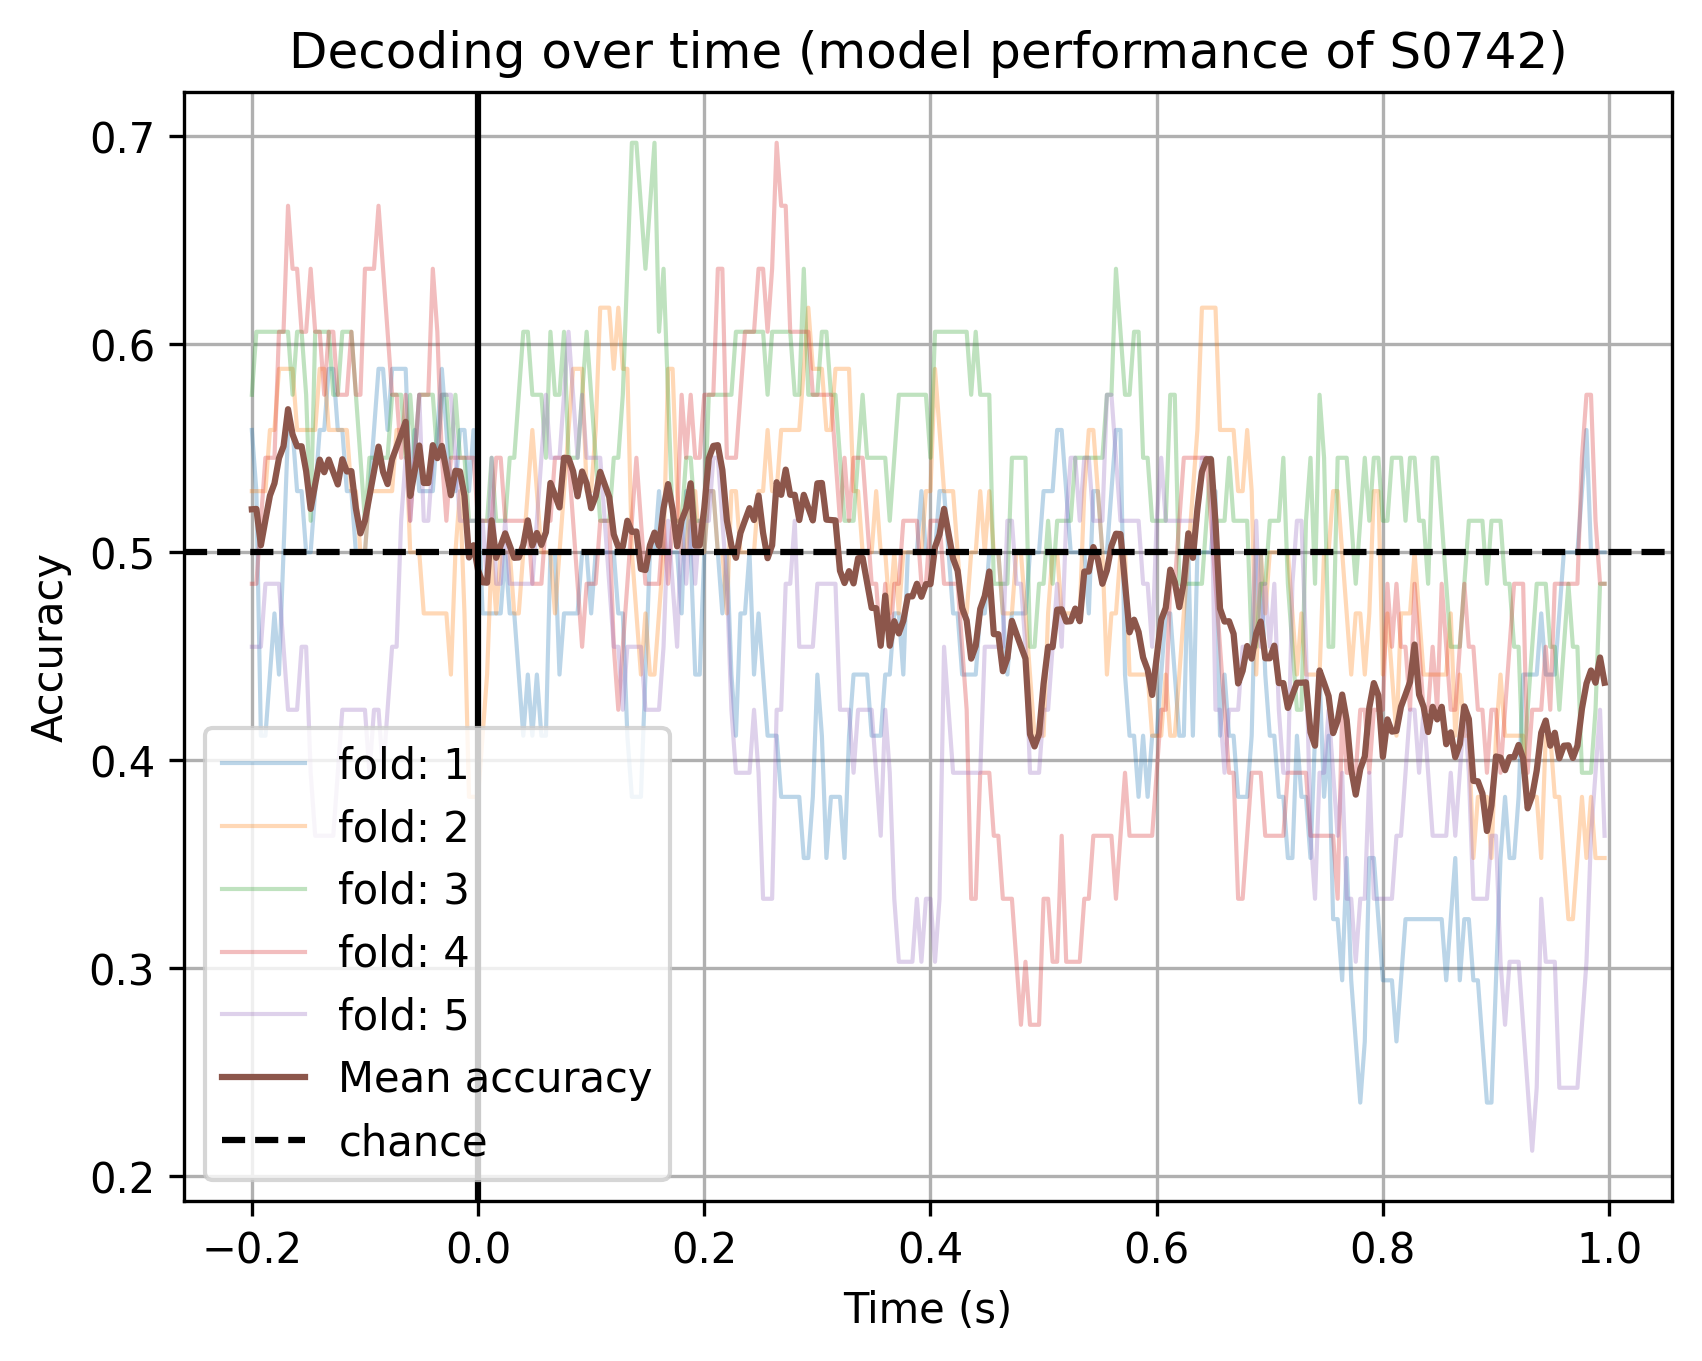 Decoding over time (model performance of S0742)
Accuracy
0.7
0.6
0.5
0.4
0.3
0.2
fold: 1
fold: 2
fold: 3
fold: 4
fold: 5
Mean accuracy
chance
−0.2 0.0 0.2 0.4 0.6 0.8 1.0
Time (s)